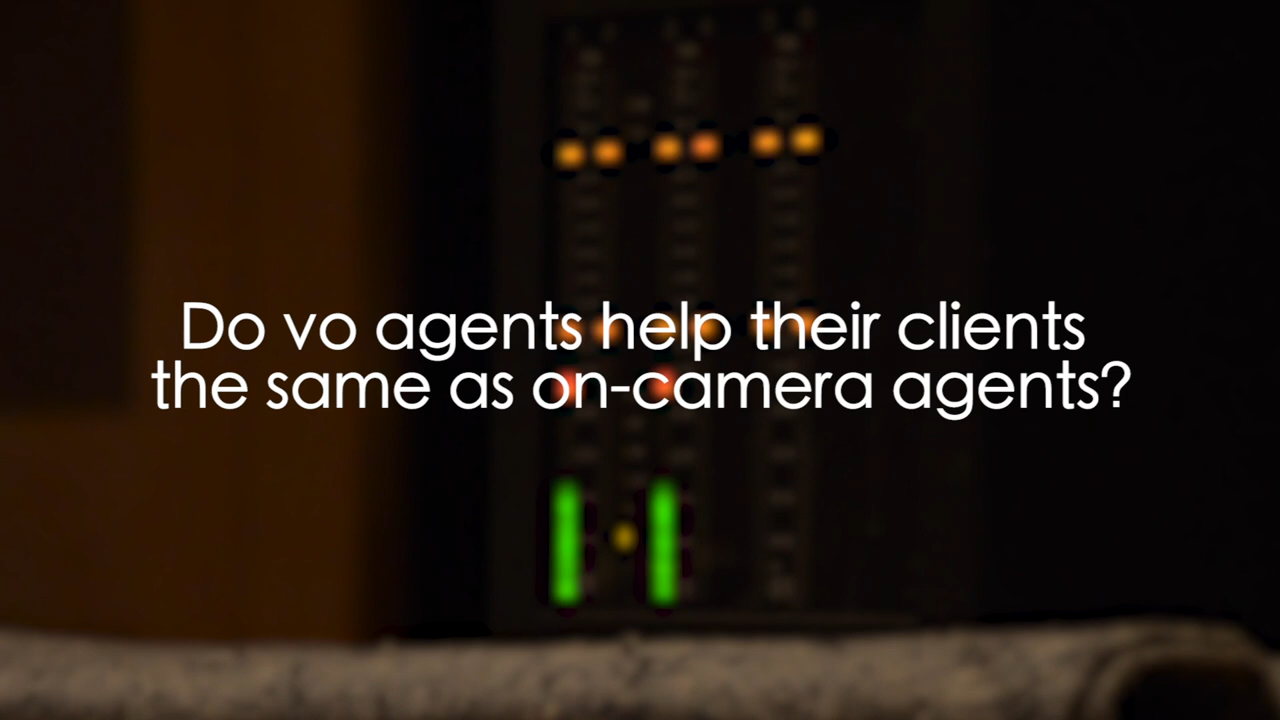 Do vo agents help their clients
the same as on-camera agents?